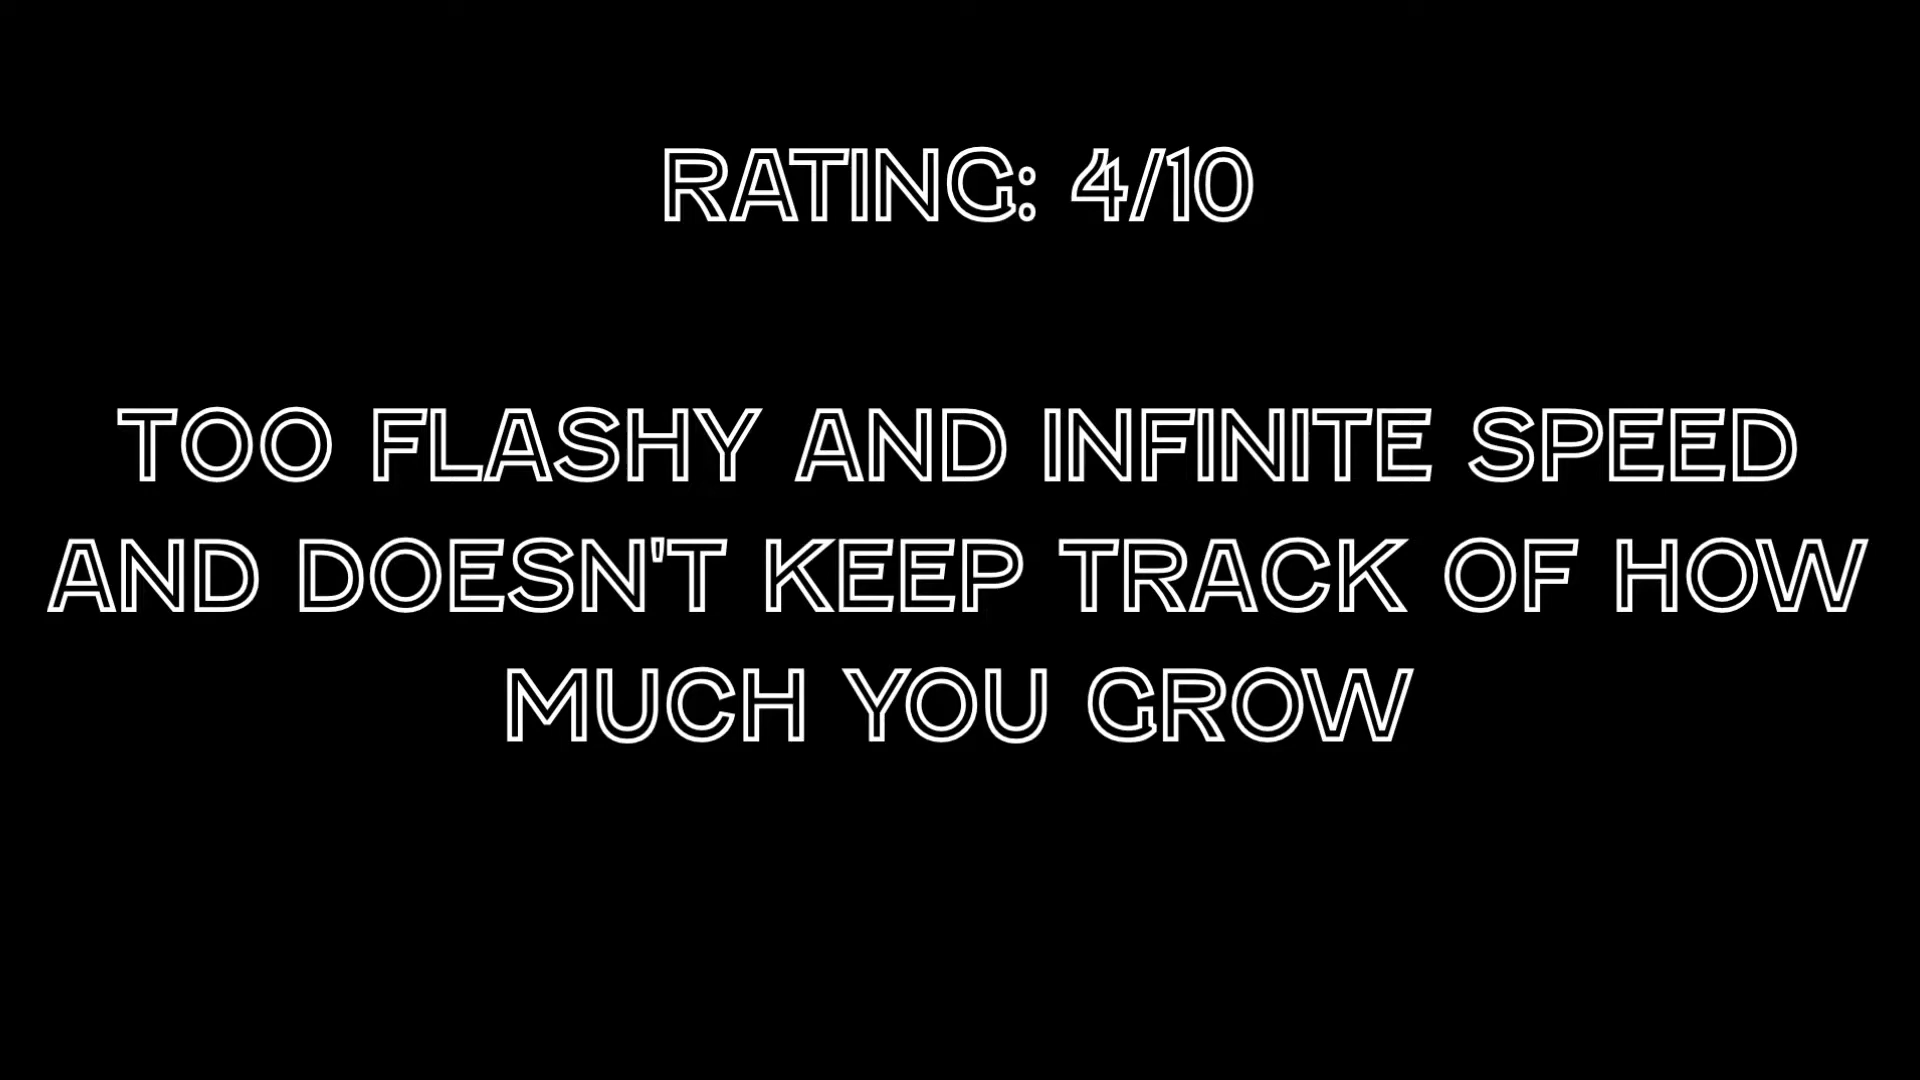 RATING: 4/10
TOO FLASHY AND INFINITE SPEED
AND DOESN'T KEEP TRACK OF HOW
MUCH YOU GROW